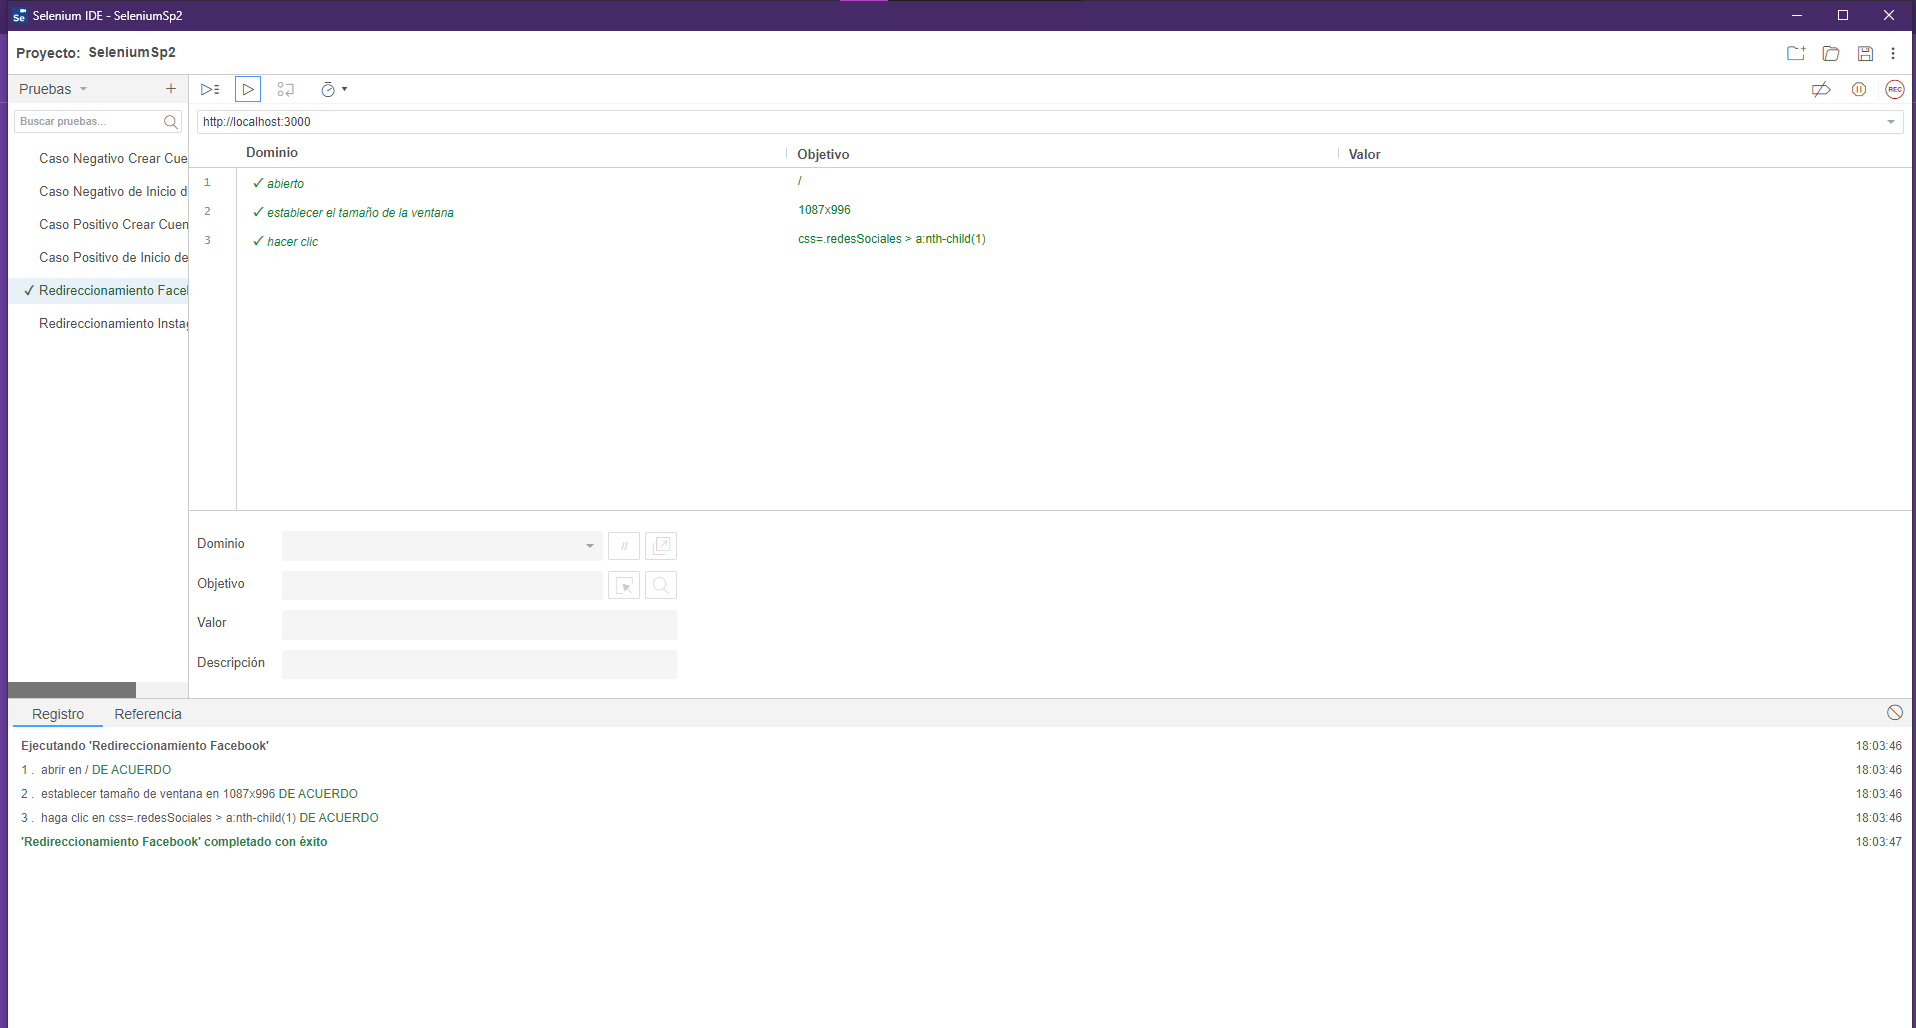 Selenium IDE - SeleniumSp2
Proyecto: SeleniumSp2
Pruebas
Buscar pruebas...
Caso Negativo Crear Cue
Caso Negativo de Inicio d
Caso Positivo Crear Cuen
Caso Positivo de Inicio de
✓ Redireccionamiento Faceb
Redireccionamiento Instag
REC
http://localhost:3000
Dominio Objetivo Valor
1 ✓ abierto /
2 ✓ establecer el tamaño de la ventana 1087x996
3 ✓ hacer clic css=.redesSociales > a:nth-child(1)
Dominio //
Objetivo
Valor
Descripción
Registro Referencia
Ejecutando 'Redireccionamiento Facebook' 18:03:46
1 . abrir en / DE ACUERDO 18:03:46
2 . establecer tamaño de ventana en 1087x996 DE ACUERDO 18:03:46
3 . haga clic en css=.redesSociales > a:nth-child(1) DE ACUERDO 18:03:46
'Redireccionamiento Facebook' completado con éxito 18:03:47